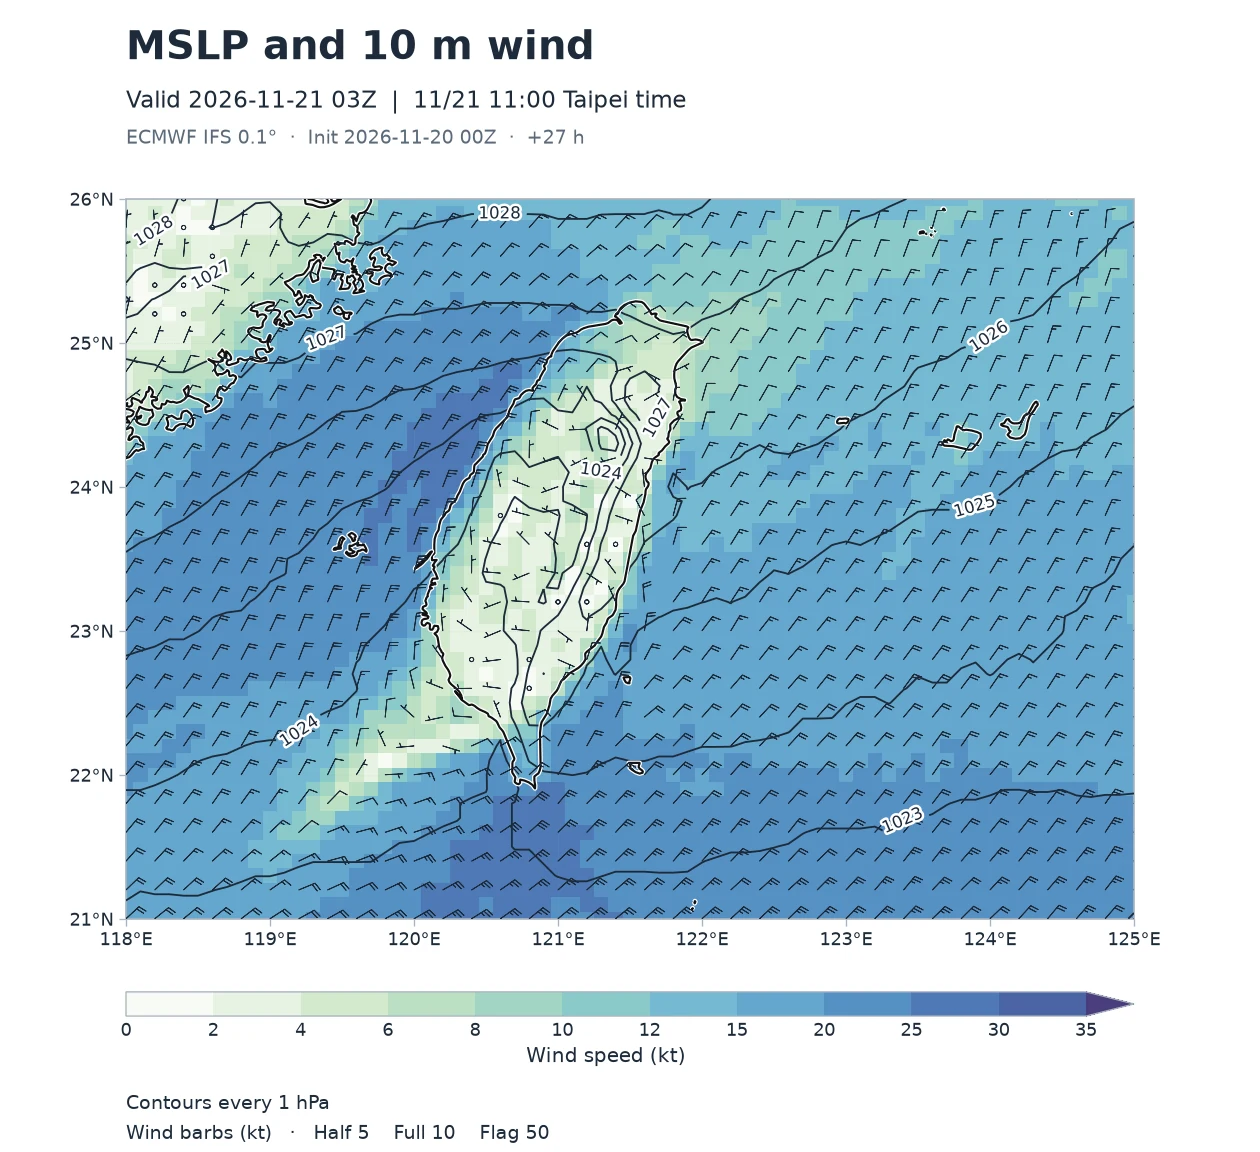 MSLP and 10 m wind
Valid 2026-11-21 03Z | 11/21 11:00 Taipei time
ECMWF IFS 0.1° · Init 2026-11-20 00Z · +27 h
26°N
25°N
24°N
23°N
22°N
21°N
1028
1028
1027
1027
1026
1027
1024
1025
1024
1023
118°E 119°E 120°E 121°E 122°E 123°E 124°E 125°E
0 2 4 6 8 10 12 15 20 25 30 35
Wind speed (kt)
Contours every 1 hPa
Wind barbs (kt) · Half 5 Full 10 Flag 50